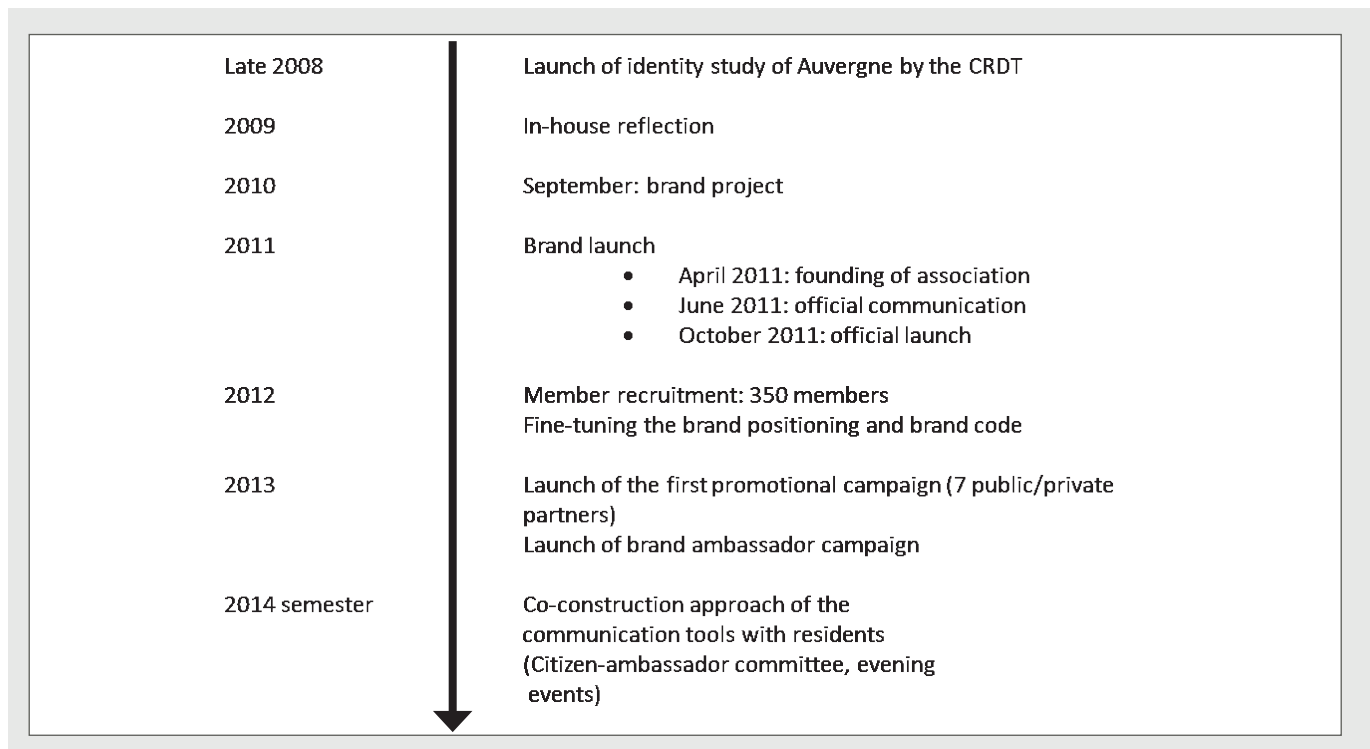 Late 2008 Launch of identity study of Auvergne by the CRDT
2009 In-house reflection
2010 September: brand project
2011 Brand launch
• April 2011: founding of association
• June 2011: official communication
• October 2011: official launch
2012 Member recruitment: 350 members
Fine-tuning the brand positioning and brand code
2013 Launch of the first promotional campaign (7 public/private
partners)
Launch of brand ambassador campaign
2014 semester Co-construction approach of the
communication tools with residents
(Citizen-ambassador committee, evening
events)